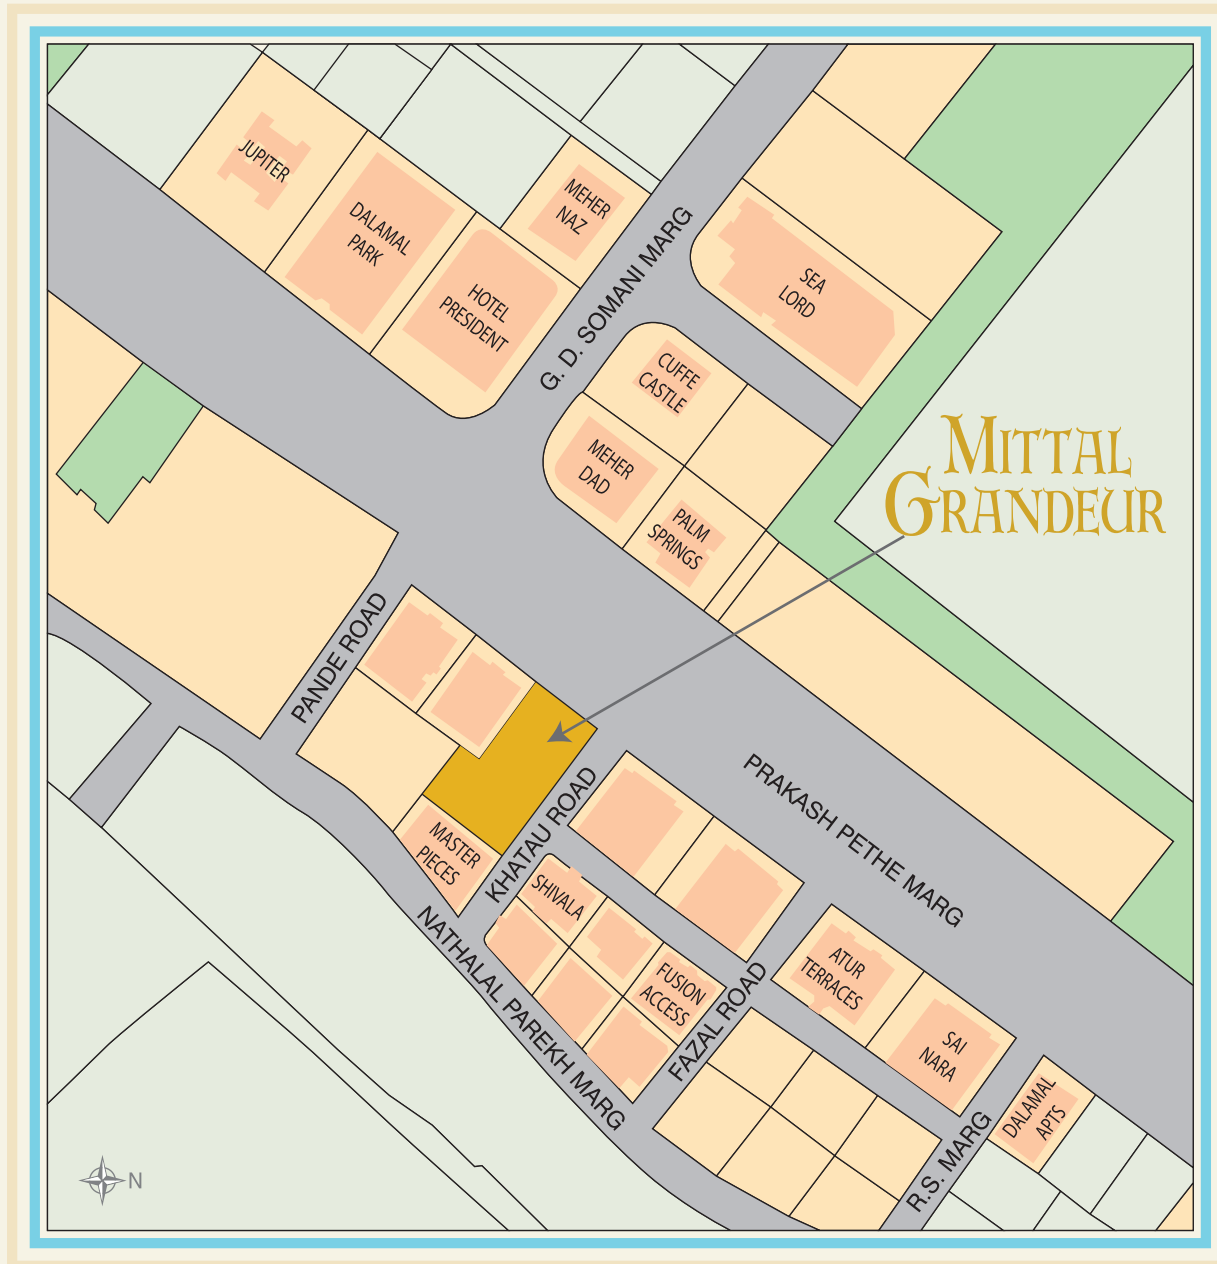 JUPITER
DALAMAL
PARK
HOTEL
PRESIDENT
MEHER
NAZ
G. D. SOMANI MARG
SEA
LORD
CUFFE
CASTLE
MEHER
DAD
PALM
SPRINGS
MITTAL
GRANDEUR
PANDE ROAD
KHATAU ROAD
PRAKASH PETHE MARG
MASTER
PIECES
SHIVALA
NATHALAL PAREKH MARG
FUSION
ACCESS
FAZAL ROAD
ATUR
TERRACES
SAI
NARA
DALAMAL
APTS
R.S. MARG
N